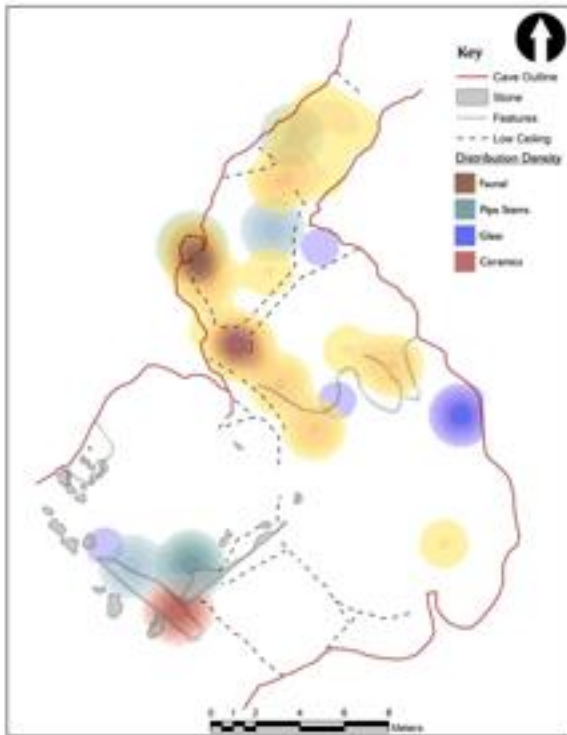 Key
Cave Outline
Stone
Features
Low Ceiling
Distribution Density
Faunal
Pipe Stems
Glass
Ceramics
0 1 2 4 6 8
Meters